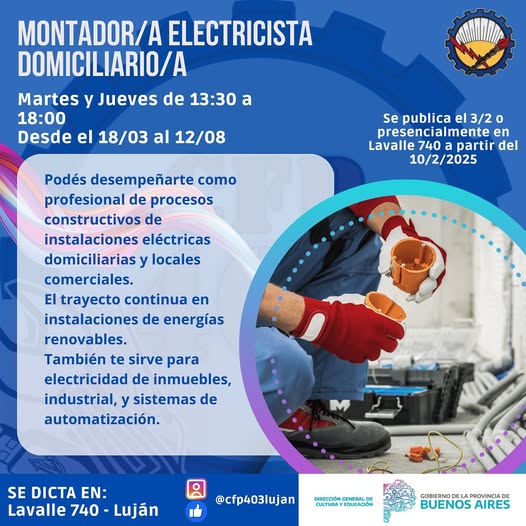 MONTADOR/A ELECTRICISTA
DOMICILIARIO/A
Martes y Jueves de 13:30 a
18:00
Desde el 18/03 al 12/08
Se publica el 3/2 o
presencialmente en
Lavalle 740 a partir del
10/2/2025
Podés desempeñarte como
profesional de procesos
constructivos de
instalaciones eléctricas
domiciliarias y locales
comerciales.
El trayecto continua en
instalaciones de energías
renovables.
También te sirve para
electricidad de inmuebles,
industrial, y sistemas de
automatización.
SE DICTA EN:
Lavalle 740 - Luján
@cfp403lujan
DIRECCIÓN GENERAL DE
CULTURA Y EDUCACIÓN
GOBIERNO DE LA PROVINCIA DE
BUENOS AIRES